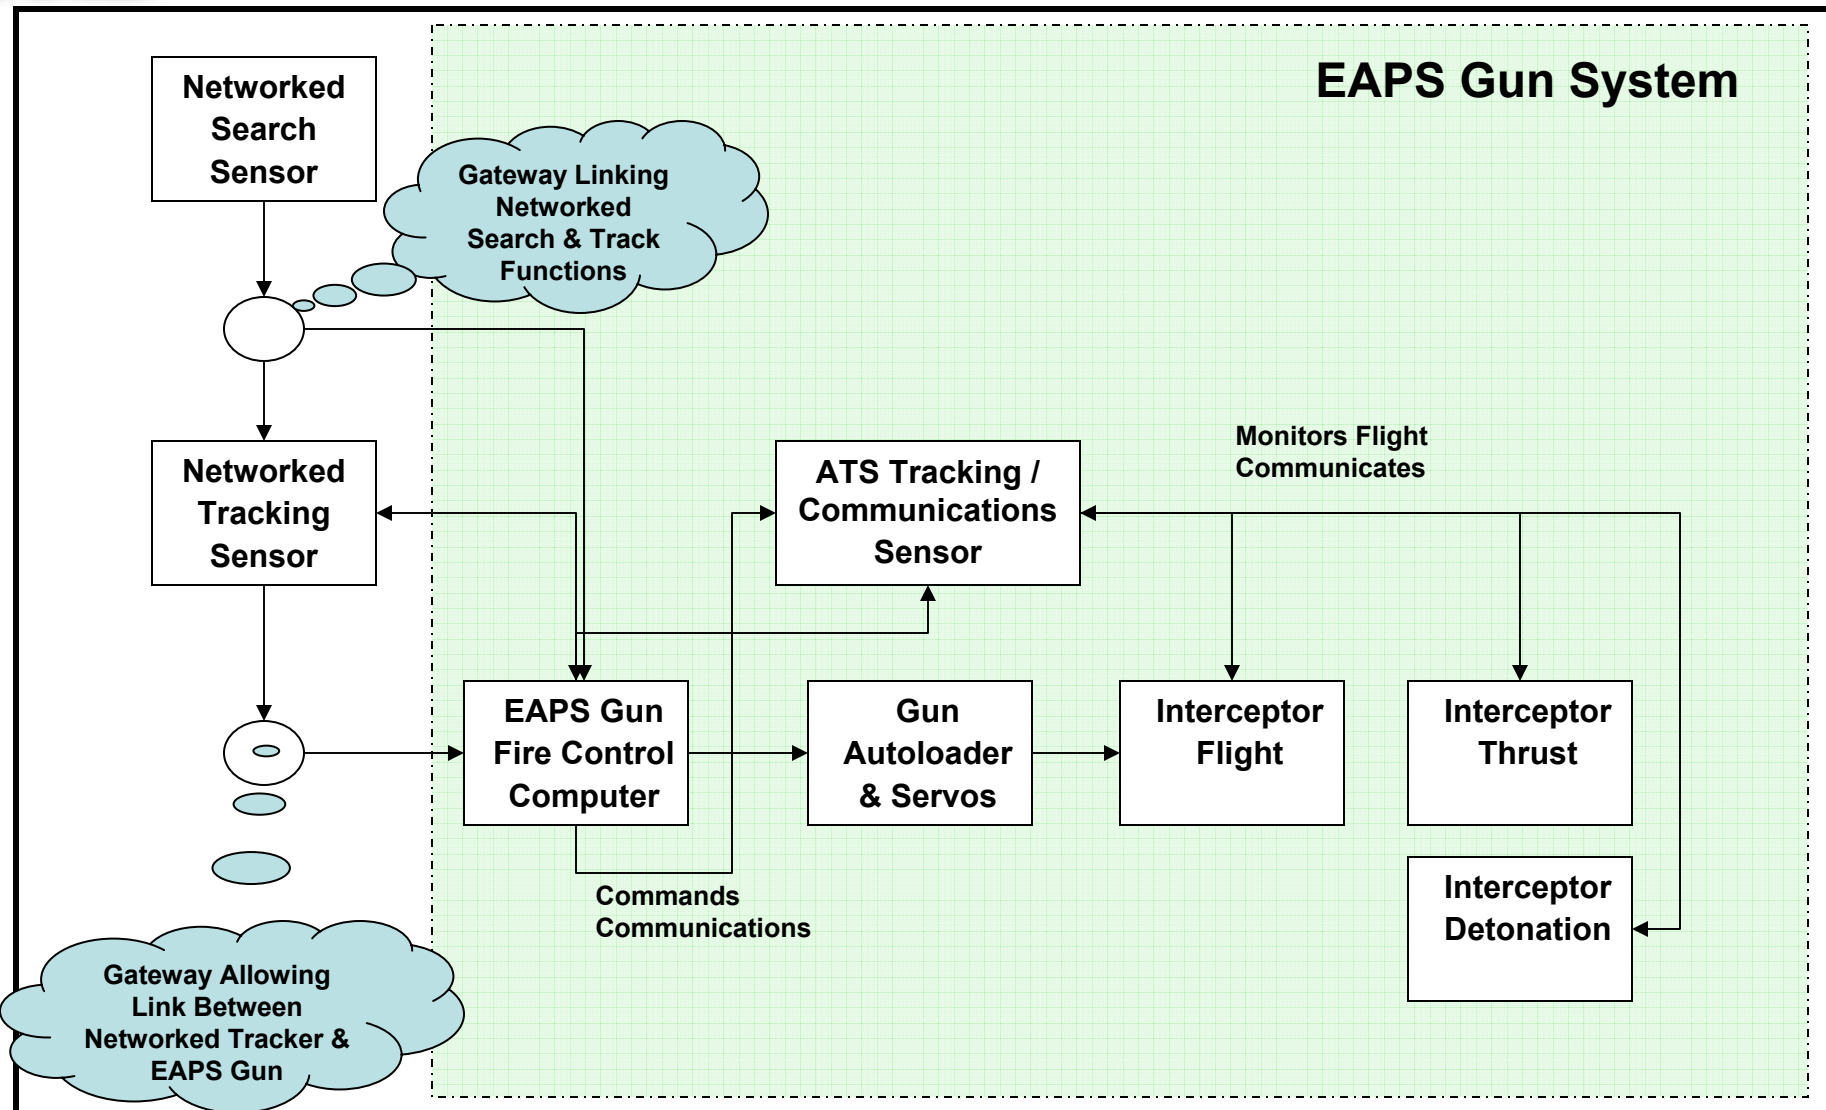 EAPS Gun System
Networked
Search
Sensor
Gateway Linking
Networked
Search & Track
Functions
Networked
Tracking
Sensor
ATS Tracking /
Communications
Sensor
Monitors Flight
Communicates
EAPS Gun
Fire Control
Computer
Gun
Autoloader
& Servos
Interceptor
Flight
Interceptor
Thrust
Interceptor
Detonation
Commands
Communications
Gateway Allowing
Link Between
Networked Tracker &
EAPS Gun